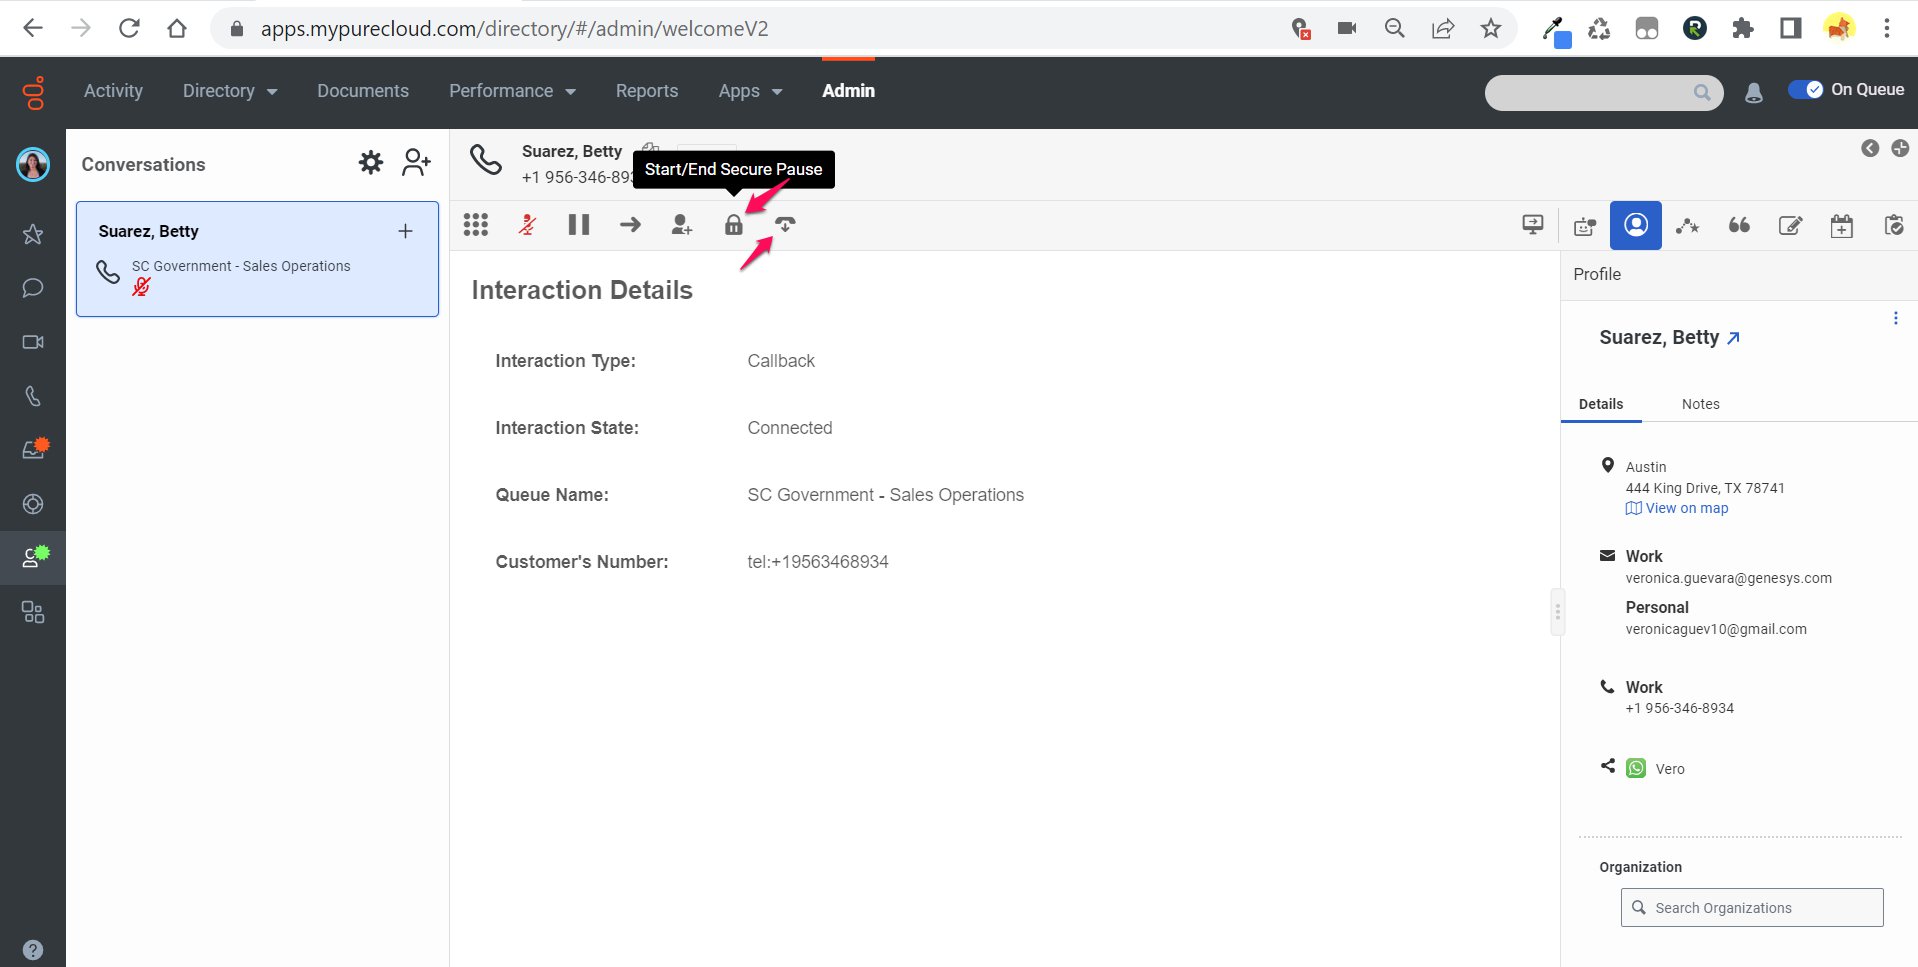 apps.mypurecloud.com/directory/#/admin/welcomeV2
Activity Directory Documents Performance Reports Apps Admin On Queue
Conversations
Suarez, Betty
SC Government - Sales Operations
Suarez, Betty
+1 956-346-893
Start/End Secure Pause
Interaction Details
Interaction Type: Callback
Interaction State: Connected
Queue Name: SC Government - Sales Operations
Customer's Number: tel:+19563468934
Profile
Suarez, Betty
Details Notes
Austin
444 King Drive, TX 78741
View on map
Work
veronica.guevara@genesys.com
Personal
veronicaguev10@gmail.com
Work
+1 956-346-8934
Vero
Organization
Search Organizations